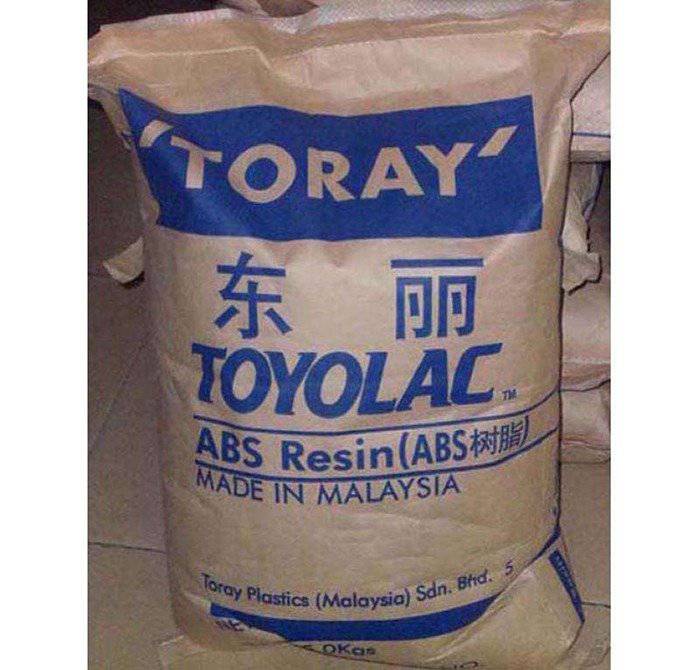 'TORAY'
东丽
TOYOLAC™
ABS Resin(ABS树脂)
MADE IN MALAYSIA
Toray Plastics (Malaysia) Sdn. Bhd. 5